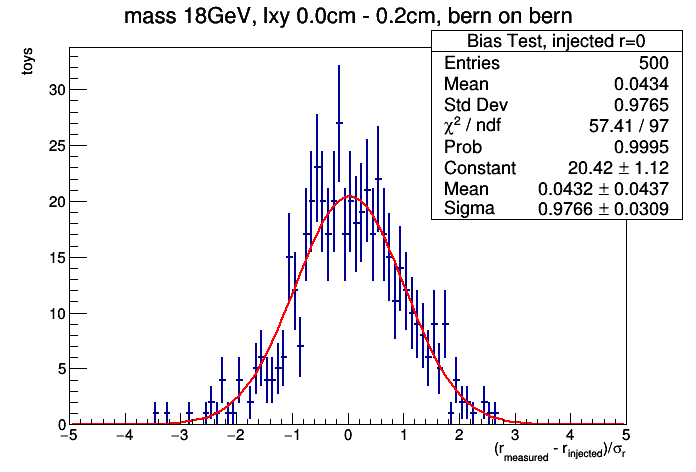 mass 18GeV, lxy 0.0cm - 0.2cm, bern on bern
Bias Test, injected r=0
Entries 500
Mean 0.0434
Std Dev 0.9765
χ² / ndf 57.41 / 97
Prob 0.9995
Constant 20.42 ± 1.12
Mean 0.0432 ± 0.0437
Sigma 0.9766 ± 0.0309
toys
30
25
20
15
10
5
0
−5 −4 −3 −2 −1 0 1 2 3 4 5
(r_measured - r_injected)/σ_r